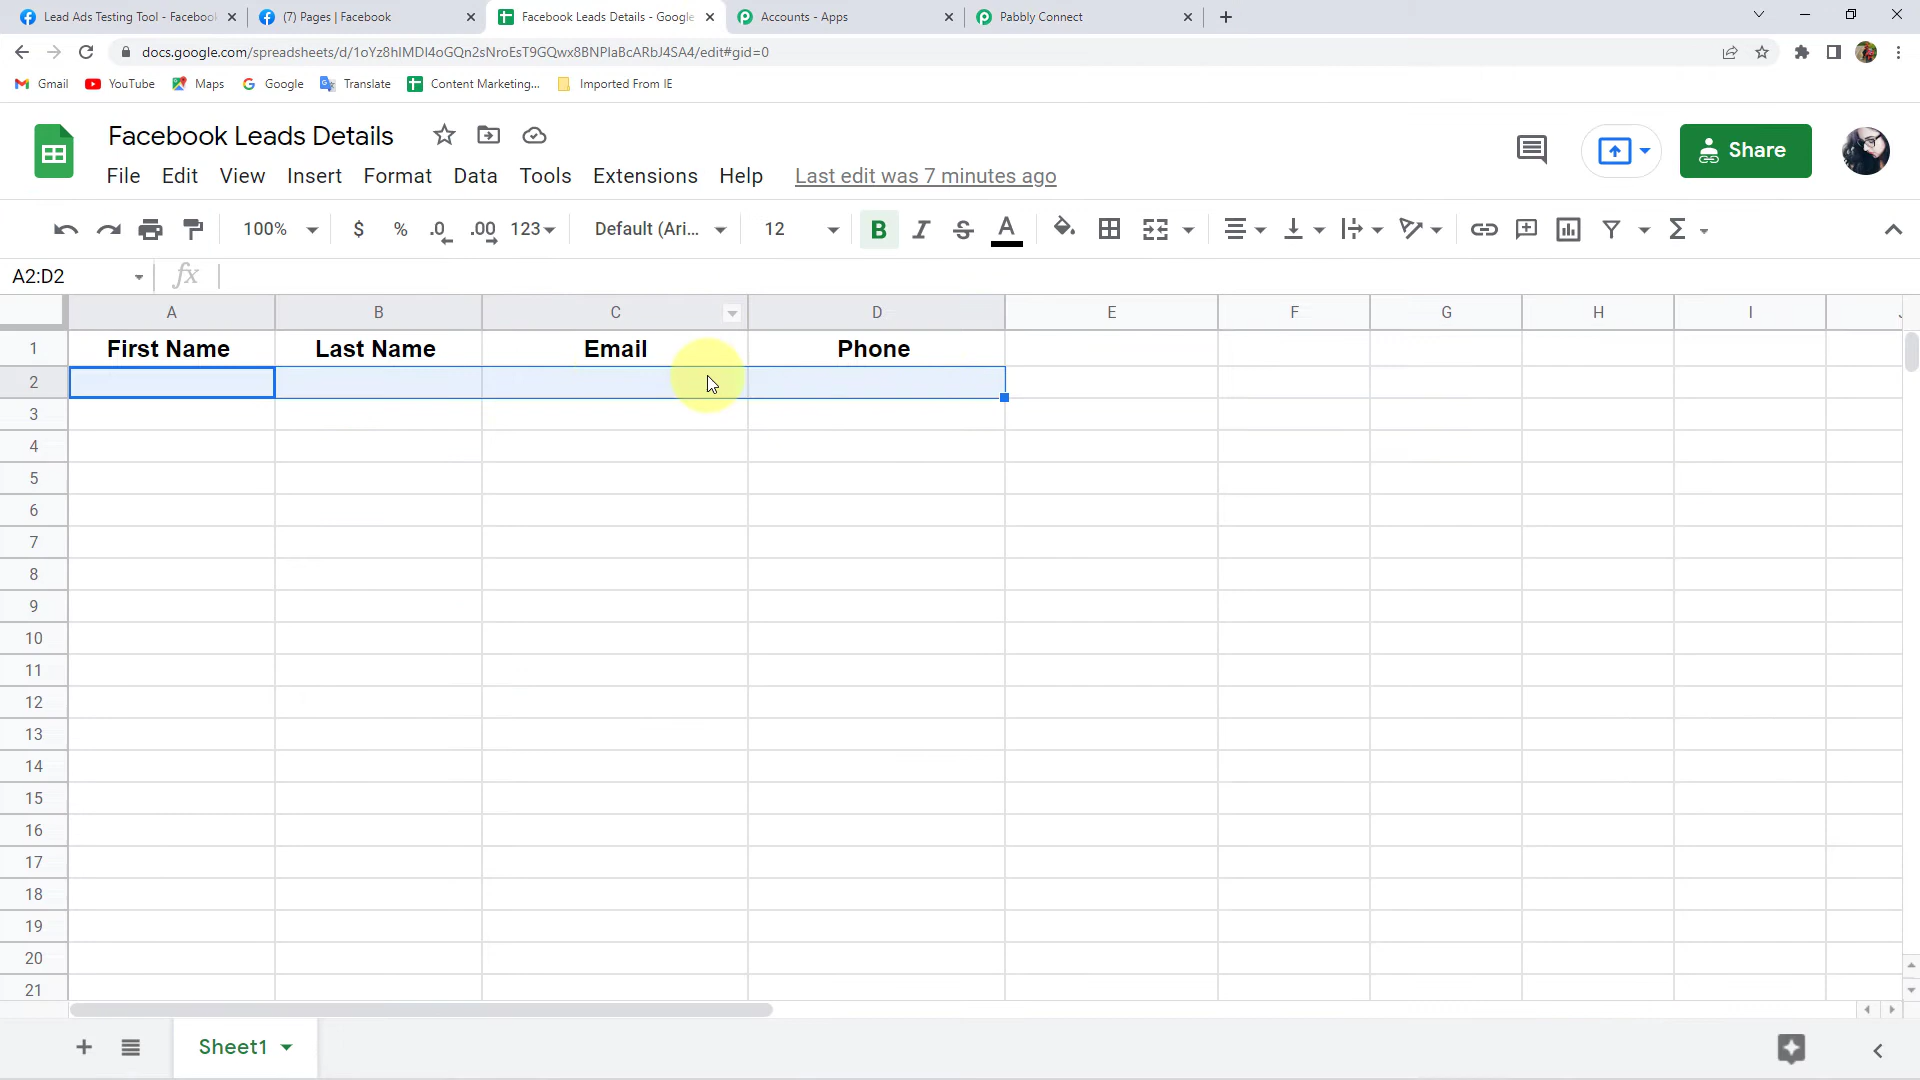 Lead Ads Testing Tool - Facebook
(7) Pages | Facebook
Facebook Leads Details - Google
Accounts - Apps
Pabbly Connect
docs.google.com/spreadsheets/d/1oYz8hIMDI4oGQn2sNroEsT9GQwx8BNPlaBcARbJ4SA4/edit#gid=0
Gmail
YouTube
Maps
Google
Translate
Content Marketing...
Imported From IE
Facebook Leads Details
Share
File Edit View Insert Format Data Tools Extensions Help Last edit was 7 minutes ago
100% $ % .0 .00 123 Default (Ari... 12 B I S A
A2:D2 fx
A B C D E F G H I
1 First Name Last Name Email Phone
2
3
4
5
6
7
8
9
10
11
12
13
14
15
16
17
18
19
20
21
Sheet1